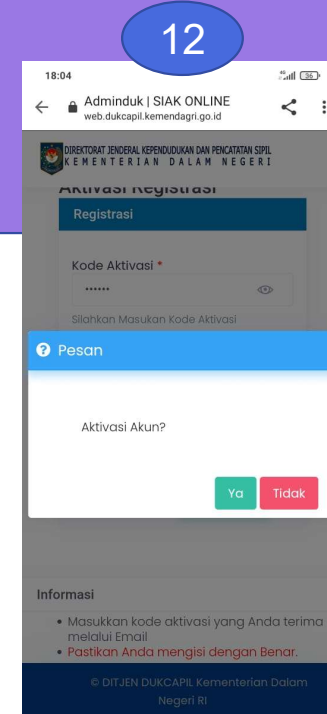 12
18:04
4G
36
Adminduk | SIAK ONLINE
web.dukcapil.kemendagri.go.id
DIREKTORAT JENDERAL KEPENDUDUKAN DAN PENCATATAN SIPIL
KEMENTERIAN DALAM NEGERI
Aktivasi Registrasi
Registrasi
Kode Aktivasi *
••••••
Silahkan Masukan Kode Aktivasi
Pesan
Aktivasi Akun?
Ya
Tidak
Informasi
• Masukkan kode aktivasi yang Anda terima
melalui Email
• Pastikan Anda mengisi dengan Benar.
© DITJEN DUKCAPIL Kementerian Dalam
Negeri RI